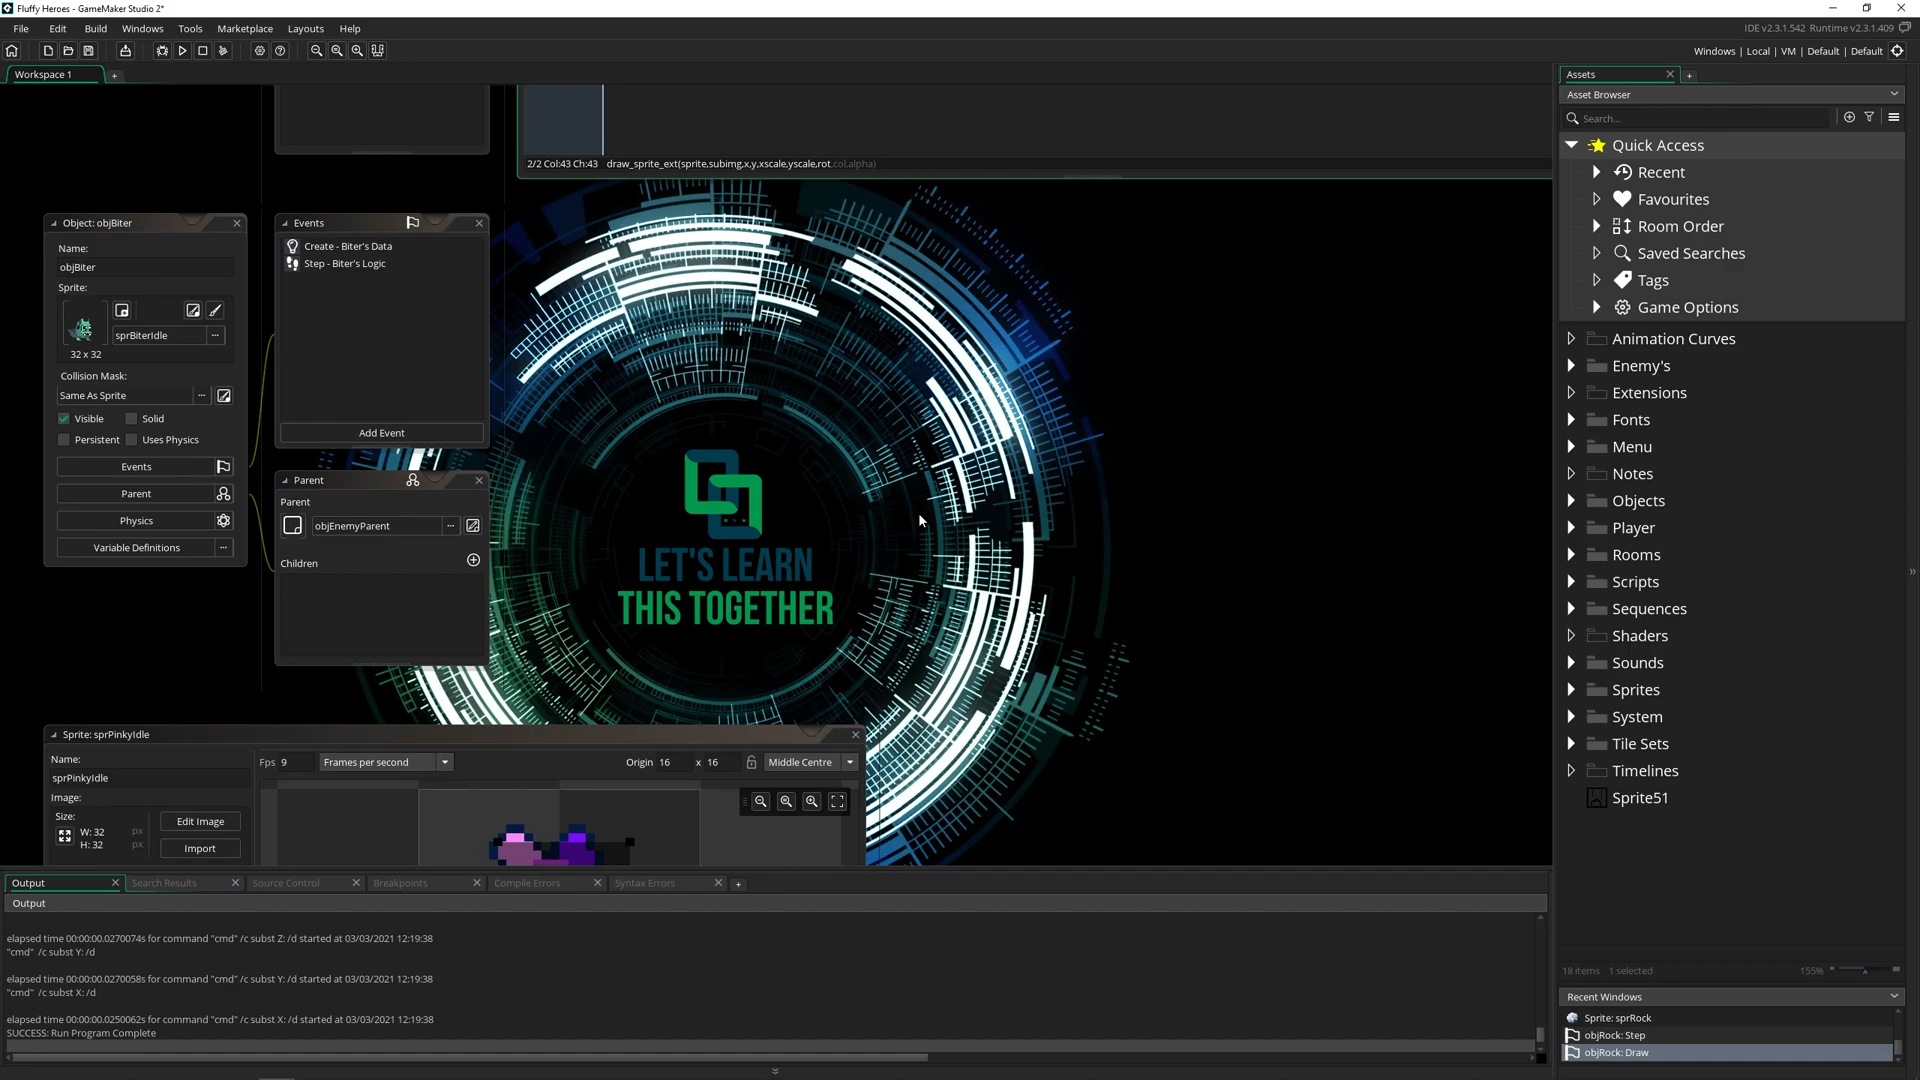 Fluffy Heroes - GameMaker Studio 2*
File Edit Build Windows Tools Marketplace Layouts Help
IDE v2.3.1.542 Runtime v2.3.1.409
Windows | Local | VM | Default | Default
Workspace 1
2/2 Col:43 Ch:43 draw_sprite_ext(sprite,subimg,x,y,xscale,yscale,rot,col,alpha)
Object: objBiter
Name:
objBiter
Sprite:
sprBiterIdle
32 x 32
Collision Mask:
Same As Sprite
Visible Solid
Persistent Uses Physics
Events
Parent
Physics
Variable Definitions
Events
Create - Biter's Data
Step - Biter's Logic
Add Event
Parent
Parent
objEnemyParent
Children
LET'S LEARN
THIS TOGETHER
Sprite: sprPinkyIdle
Name:
sprPinkyIdle
Image:
Size:
W: 32 px
H: 32 px
Edit Image
Import
Fps 9 Frames per second Origin 16 x 16 Middle Centre
Output Search Results Source Control Breakpoints Compile Errors Syntax Errors
Output
elapsed time 00:00:00.0270074s for command "cmd" /c subst Z: /d started at 03/03/2021 12:19:38
"cmd" /c subst Y: /d
elapsed time 00:00:00.0270058s for command "cmd" /c subst Y: /d started at 03/03/2021 12:19:38
"cmd" /c subst X: /d
elapsed time 00:00:00.0250062s for command "cmd" /c subst X: /d started at 03/03/2021 12:19:38
SUCCESS: Run Program Complete
Assets
Asset Browser
Search...
Quick Access
Recent
Favourites
Room Order
Saved Searches
Tags
Game Options
Animation Curves
Enemy's
Extensions
Fonts
Menu
Notes
Objects
Player
Rooms
Scripts
Sequences
Shaders
Sounds
Sprites
System
Tile Sets
Timelines
Sprite51
18 items 1 selected 155%
Recent Windows
Sprite: sprRock
objRock: Step
objRock: Draw